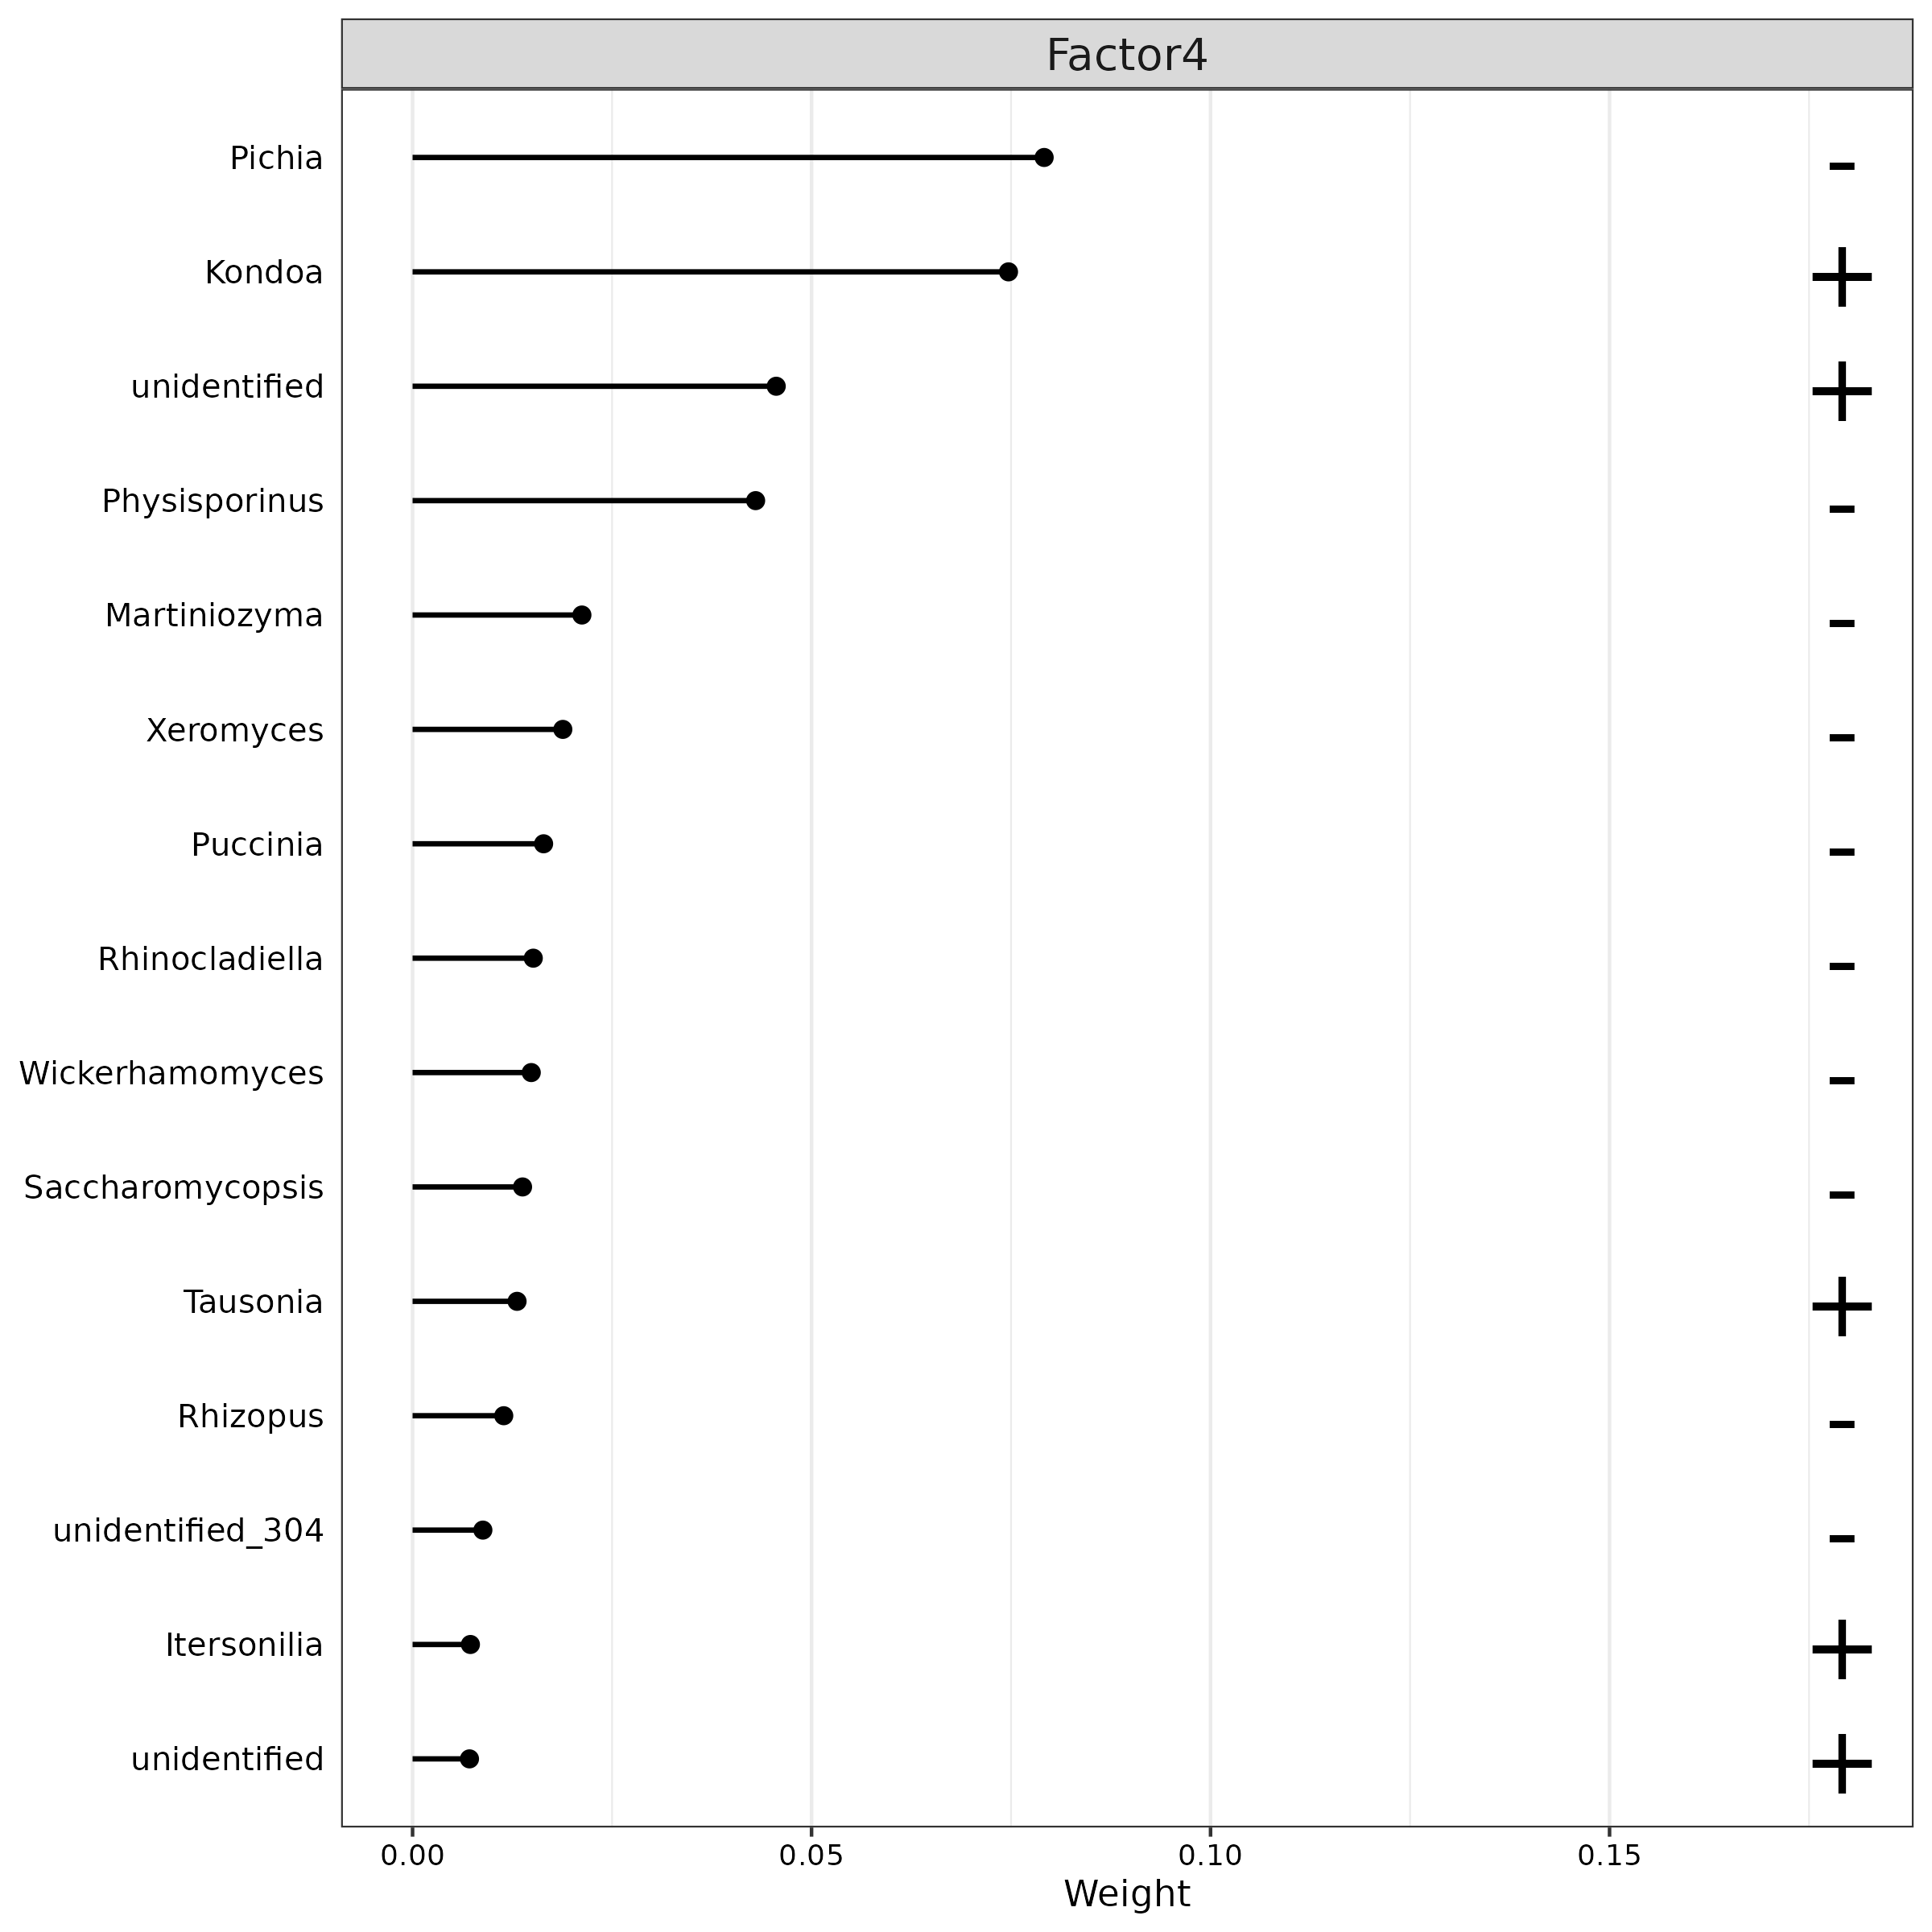 Factor4
Pichia -
Kondoa +
unidentified +
Physisporinus -
Martiniozyma -
Xeromyces -
Puccinia -
Rhinocladiella -
Wickerhamomyces -
Saccharomycopsis -
Tausonia +
Rhizopus -
unidentified_304 -
Itersonilia +
unidentified +
0.00 0.05 0.10 0.15
Weight